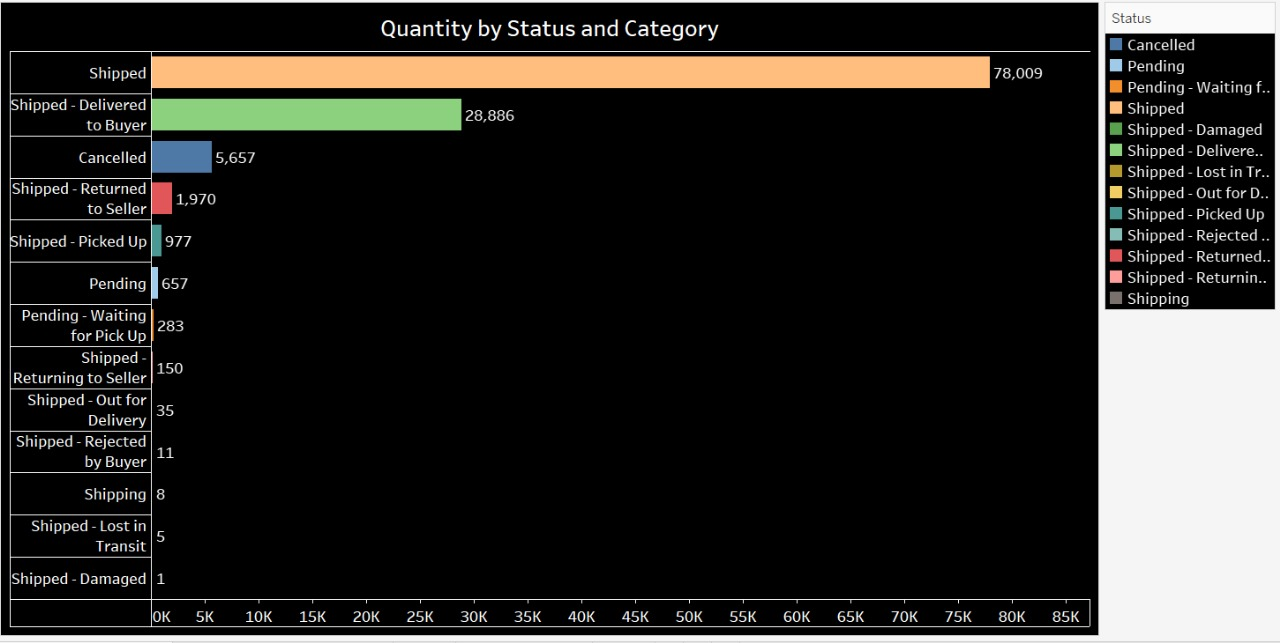 Quantity by Status and Category
Shipped 78,009
Shipped - Delivered
to Buyer 28,886
Cancelled 5,657
Shipped - Returned
to Seller 1,970
Shipped - Picked Up 977
Pending 657
Pending - Waiting
for Pick Up 283
Shipped -
Returning to Seller 150
Shipped - Out for
Delivery 35
Shipped - Rejected
by Buyer 11
Shipping 8
Shipped - Lost in
Transit 5
Shipped - Damaged 1
0K 5K 10K 15K 20K 25K 30K 35K 40K 45K 50K 55K 60K 65K 70K 75K 80K 85K
Status
Cancelled
Pending
Pending - Waiting f..
Shipped
Shipped - Damaged
Shipped - Delivere..
Shipped - Lost in Tr..
Shipped - Out for D..
Shipped - Picked Up
Shipped - Rejected ..
Shipped - Returned..
Shipped - Returnin..
Shipping